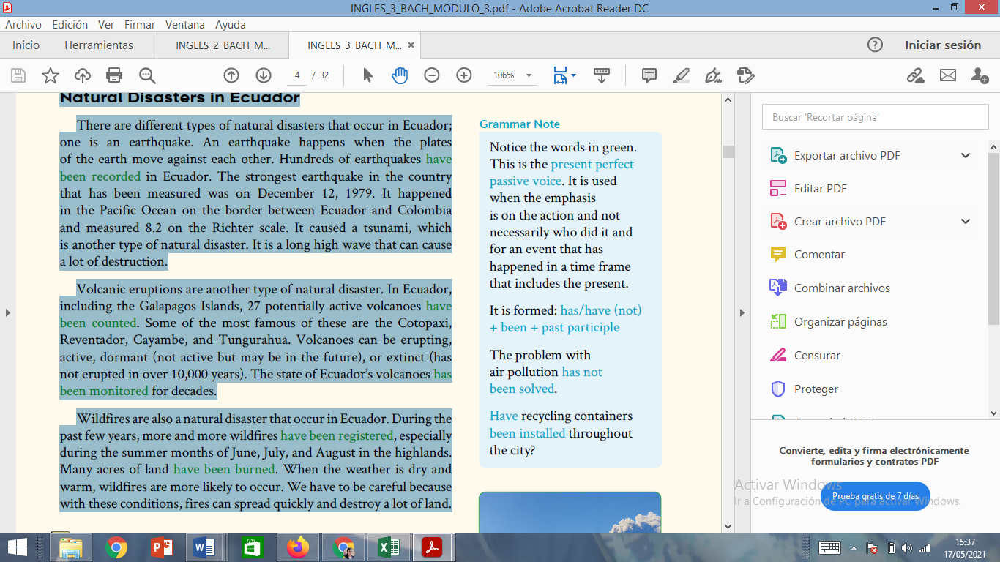 INGLES_3_BACH_MODULO_3.pdf - Adobe Acrobat Reader DC
Archivo Edición Ver Firmar Ventana Ayuda
Inicio Herramientas INGLES_2_BACH_M... INGLES_3_BACH_M... × Iniciar sesión
4 / 32 106%
Natural Disasters in Ecuador
There are different types of natural disasters that occur in Ecuador;
one is an earthquake. An earthquake happens when the plates
of the earth move against each other. Hundreds of earthquakes have
been recorded in Ecuador. The strongest earthquake in the country
that has been measured was on December 12, 1979. It happened
in the Pacific Ocean on the border between Ecuador and Colombia
and measured 8.2 on the Richter scale. It caused a tsunami, which
is another type of natural disaster. It is a long high wave that can cause
a lot of destruction.
Volcanic eruptions are another type of natural disaster. In Ecuador,
including the Galapagos Islands, 27 potentially active volcanoes have
been counted. Some of the most famous of these are the Cotopaxi,
Reventador, Cayambe, and Tungurahua. Volcanoes can be erupting,
active, dormant (not active but may be in the future), or extinct (has
not erupted in over 10,000 years). The state of Ecuador's volcanoes has
been monitored for decades.
Wildfires are also a natural disaster that occur in Ecuador. During the
past few years, more and more wildfires have been registered, especially
during the summer months of June, July, and August in the highlands.
Many acres of land have been burned. When the weather is dry and
warm, wildfires are more likely to occur. We have to be careful because
with these conditions, fires can spread quickly and destroy a lot of land.
Grammar Note
Notice the words in green.
This is the present perfect
passive voice. It is used
when the emphasis
is on the action and not
necessarily who did it and
for an event that has
happened in a time frame
that includes the present.
It is formed: has/have (not)
+ been + past participle
The problem with
air pollution has not
been solved.
Have recycling containers
been installed throughout
the city?
Buscar 'Recortar página'
Exportar archivo PDF
Editar PDF
Crear archivo PDF
Comentar
Combinar archivos
Organizar páginas
Censurar
Proteger
Convierte, edita y firma electrónicamente
formularios y contratos PDF
Activar Windows
Prueba gratis de 7 días
Ir a Configuración de PC para activar Windows.
15:37
17/05/2021